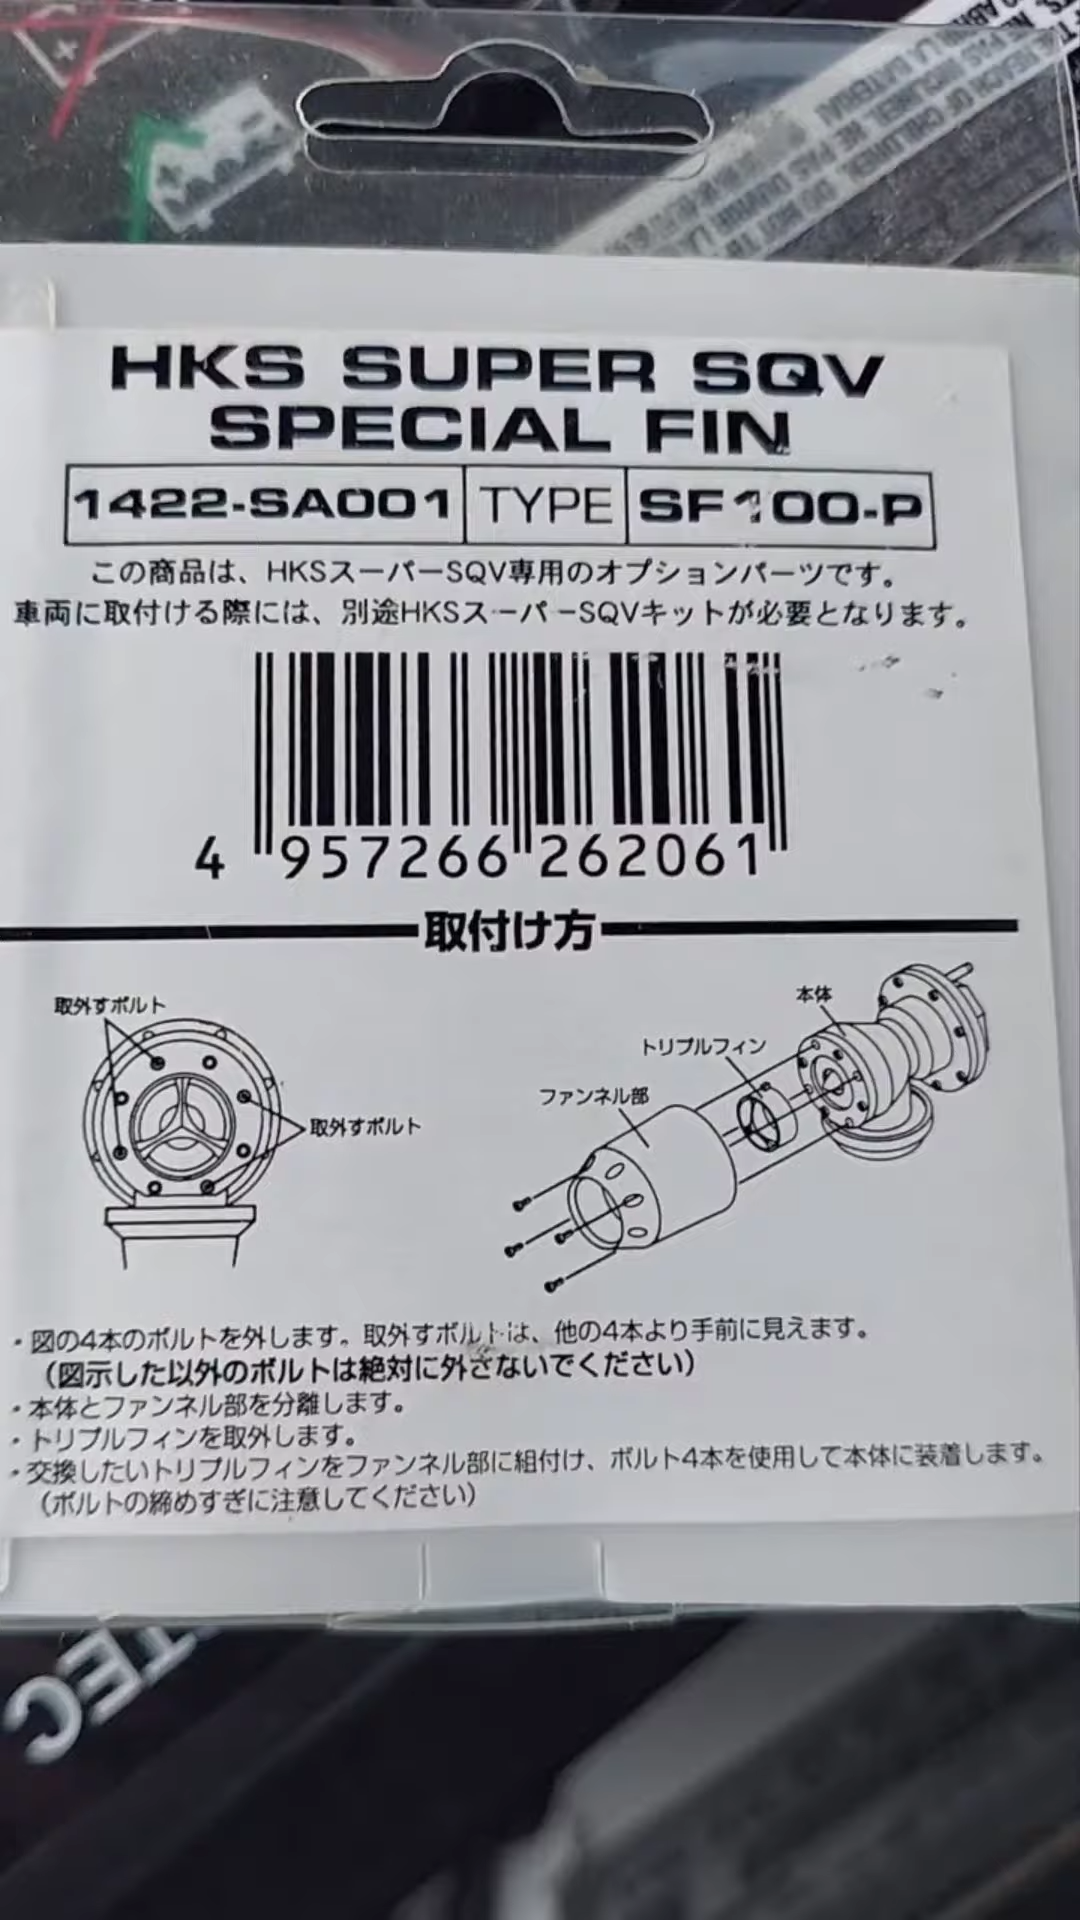 HKS SUPER SQV
SPECIAL FIN
1422-SA001 TYPE SF100-P
この商品は、HKSスーパーSQV専用のオプションパーツです。
車両に取付ける際には、別途HKSスーパーSQVキットが必要となります。
4 957266 262061
取付け方
取外すボルト
取外すボルト
本体
トリプルフィン
ファンネル部
・図の4本のボルトを外します。取外すボルトは、他の4本より手前に見えます。
（図示した以外のボルトは絶対に外さないでください）
・本体とファンネル部を分離します。
・トリプルフィンを取外します。
・交換したいトリプルフィンをファンネル部に組付け、ボルト4本を使用して本体に装着します。
（ボルトの締めすぎに注意してください）
TEC